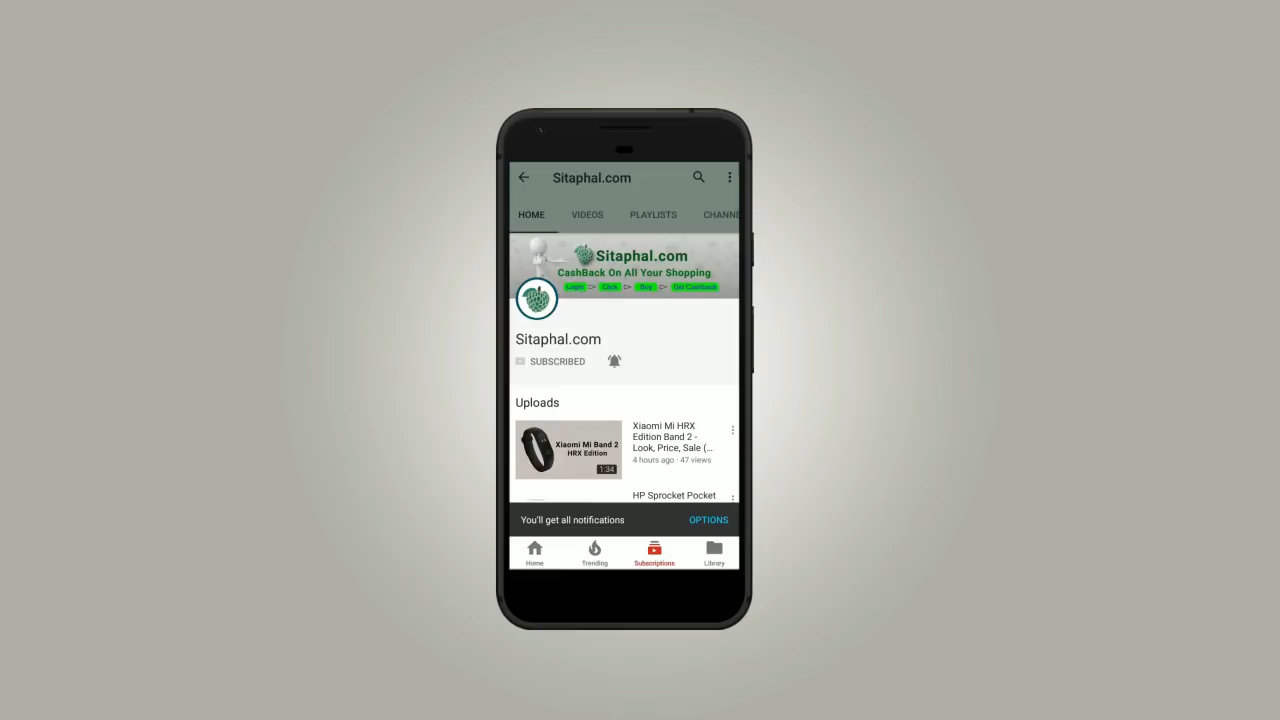 Sitaphal.com
HOME VIDEOS PLAYLISTS CHANNE
Sitaphal.com
CashBack On All Your Shopping
Login Click Buy Get Cashback
Sitaphal.com
SUBSCRIBED
Uploads
Xiaomi Mi Band 2
HRX Edition
1:34
Xiaomi Mi HRX
Edition Band 2 -
Look, Price, Sale (...
4 hours ago · 47 views
HP Sprocket Pocket
You'll get all notifications OPTIONS
Home Trending Subscriptions Library